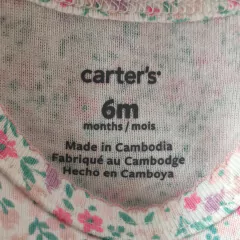 carter's
6m
months / mois
Made in Cambodia
Fabriqué au Cambodge
Hecho en Camboya